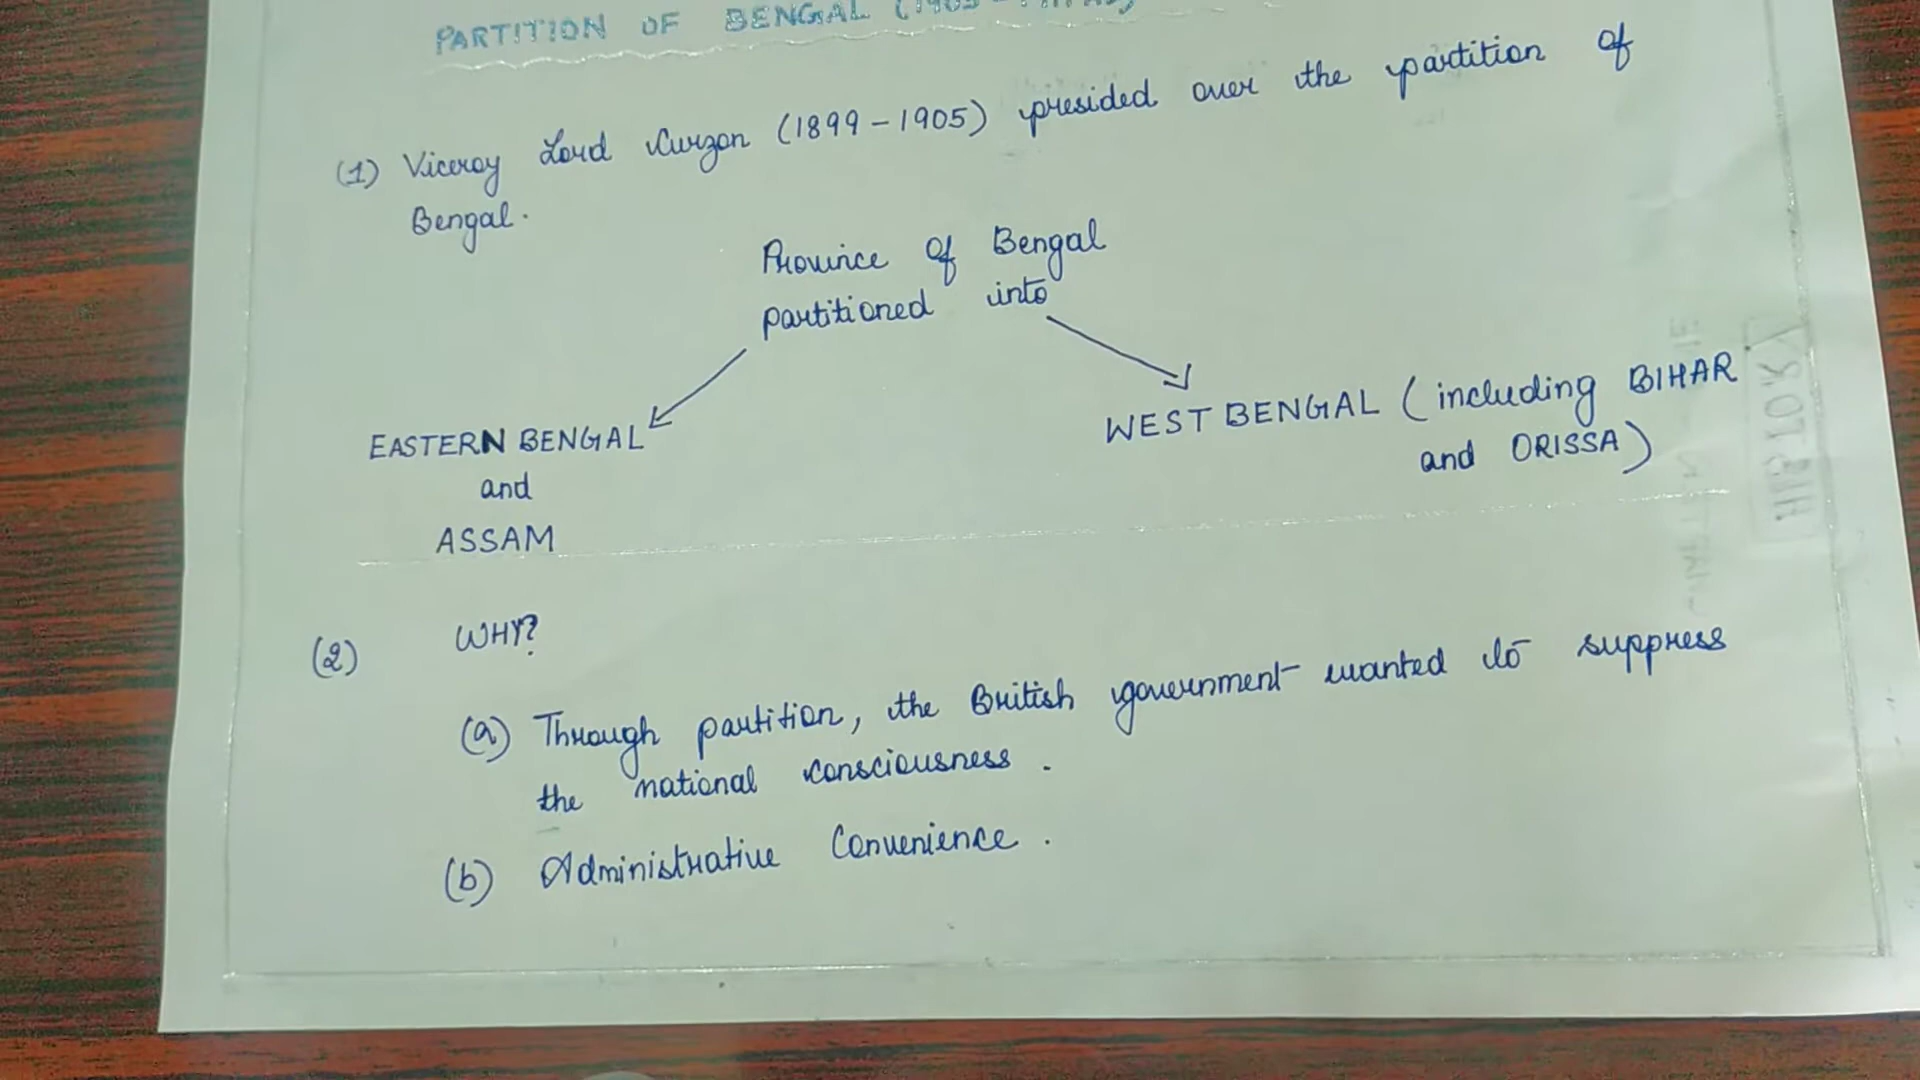 PARTITION OF BENGAL (1905
(1) Viceroy Lord Curzon (1899-1905) presided over the partition of
Bengal.
Province of Bengal
partitioned into
EASTERN BENGAL
and
ASSAM
WEST BENGAL (including BIHAR
and ORISSA)
(2) WHY?
(a) Through partition, the British government wanted to suppress
the national consciousness.
(b) Administrative Convenience.
HISTORY